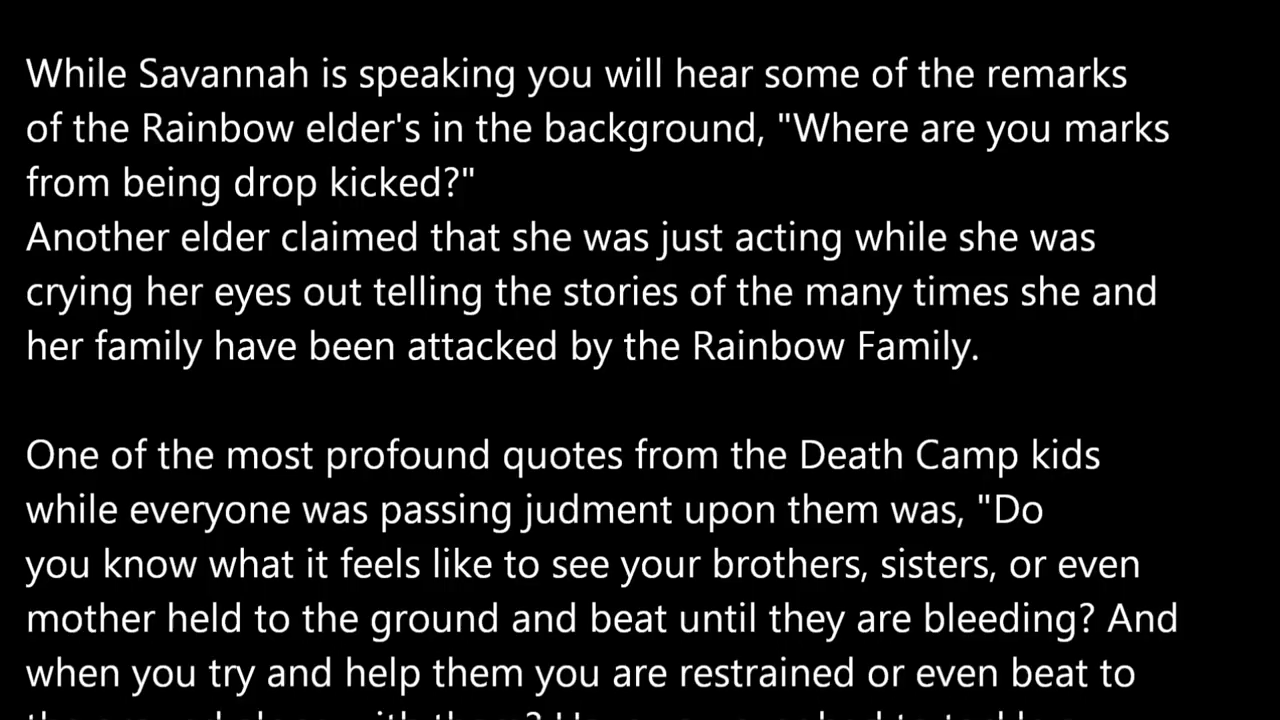 While Savannah is speaking you will hear some of the remarks
of the Rainbow elder's in the background, "Where are you marks
from being drop kicked?"
Another elder claimed that she was just acting while she was
crying her eyes out telling the stories of the many times she and
her family have been attacked by the Rainbow Family.
One of the most profound quotes from the Death Camp kids
while everyone was passing judgment upon them was, "Do
you know what it feels like to see your brothers, sisters, or even
mother held to the ground and beat until they are bleeding? And
when you try and help them you are restrained or even beat to